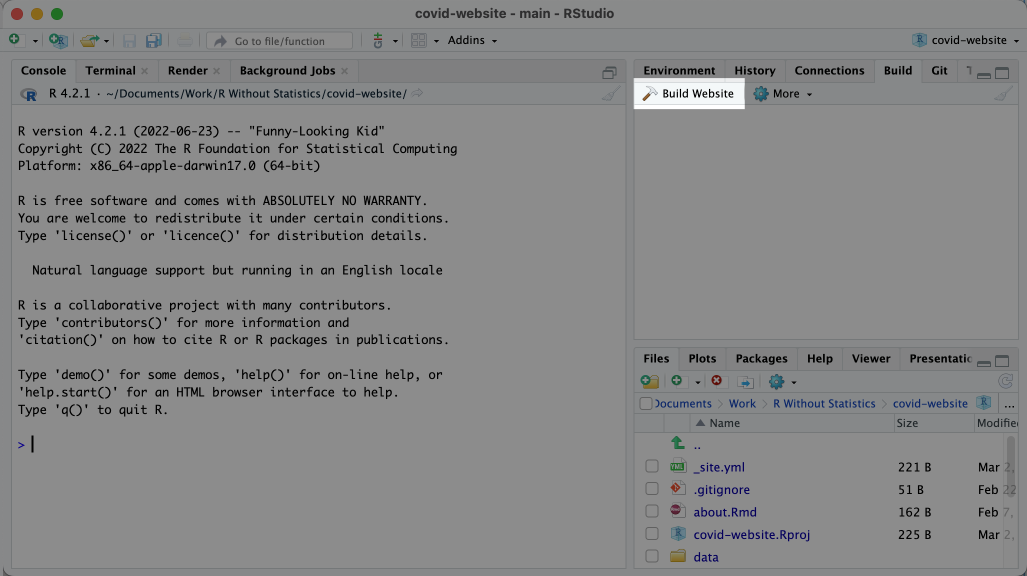 covid-website - main - RStudio
Go to file/function
Addins
covid-website
Console Terminal Render Background Jobs
R 4.2.1 · ~/Documents/Work/R Without Statistics/covid-website/
R version 4.2.1 (2022-06-23) -- "Funny-Looking Kid"
Copyright (C) 2022 The R Foundation for Statistical Computing
Platform: x86_64-apple-darwin17.0 (64-bit)
R is free software and comes with ABSOLUTELY NO WARRANTY.
You are welcome to redistribute it under certain conditions.
Type 'license()' or 'licence()' for distribution details.
Natural language support but running in an English locale
R is a collaborative project with many contributors.
Type 'contributors()' for more information and
'citation()' on how to cite R or R packages in publications.
Type 'demo()' for some demos, 'help()' for on-line help, or
'help.start()' for an HTML browser interface to help.
Type 'q()' to quit R.
>
Environment History Connections Build Git
Build Website More
Files Plots Packages Help Viewer Presentatic
Documents > Work > R Without Statistics > covid-website ...
Name Size Modified
..
_site.yml 221 B Mar 2,
.gitignore 51 B Feb 22
about.Rmd 162 B Feb 7,
covid-website.Rproj 225 B Mar 2,
data